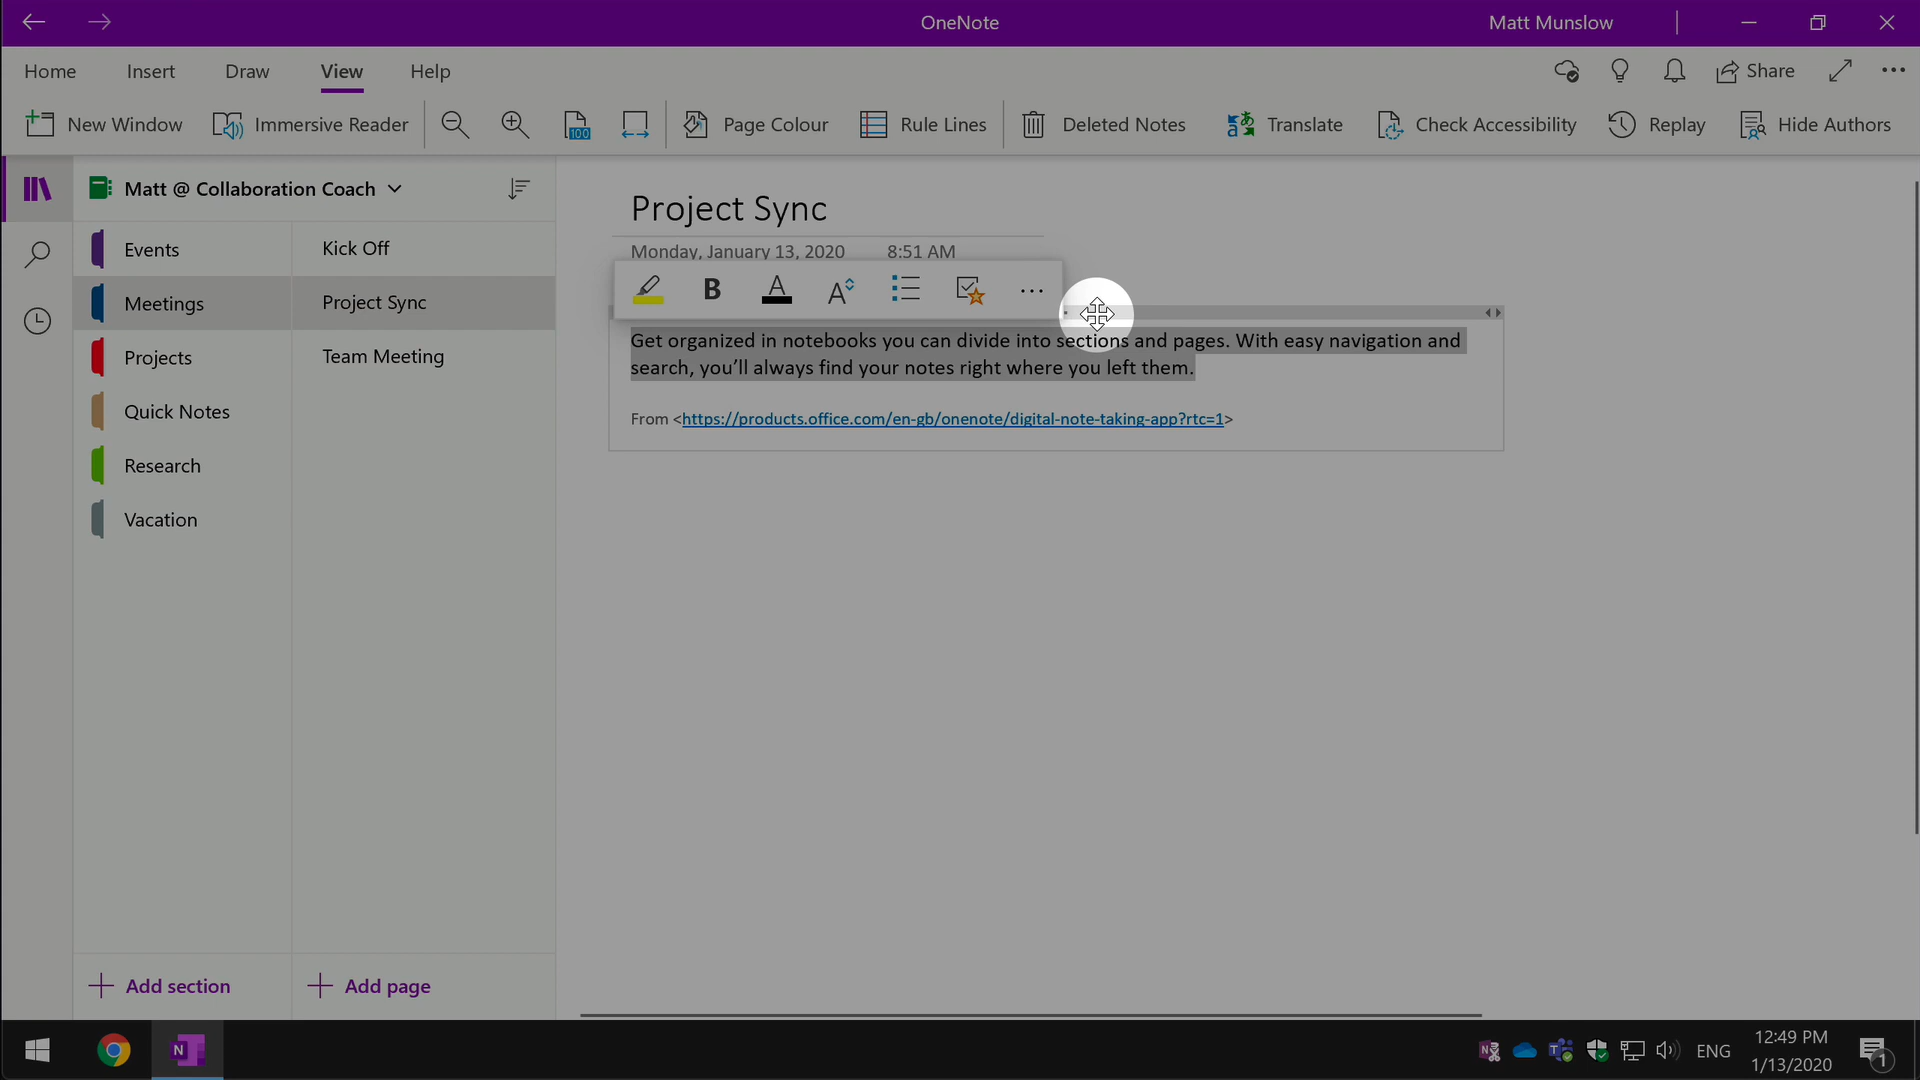 OneNote
Matt Munslow
Home
Insert
Draw
View
Help
Share
New Window
Immersive Reader
100
Page Colour
Rule Lines
Deleted Notes
Translate
Check Accessibility
Replay
Hide Authors
Matt @ Collaboration Coach
Events
Meetings
Projects
Quick Notes
Research
Vacation
Kick Off
Project Sync
Team Meeting
Project Sync
Monday, January 13, 2020
8:51 AM
B
A
A
Get organized in notebooks you can divide into sections and pages. With easy navigation and
search, you’ll always find your notes right where you left them.
From <https://products.office.com/en-gb/onenote/digital-note-taking-app?rtc=1>
Add section
Add page
N
ENG
12:49 PM
1/13/2020
1